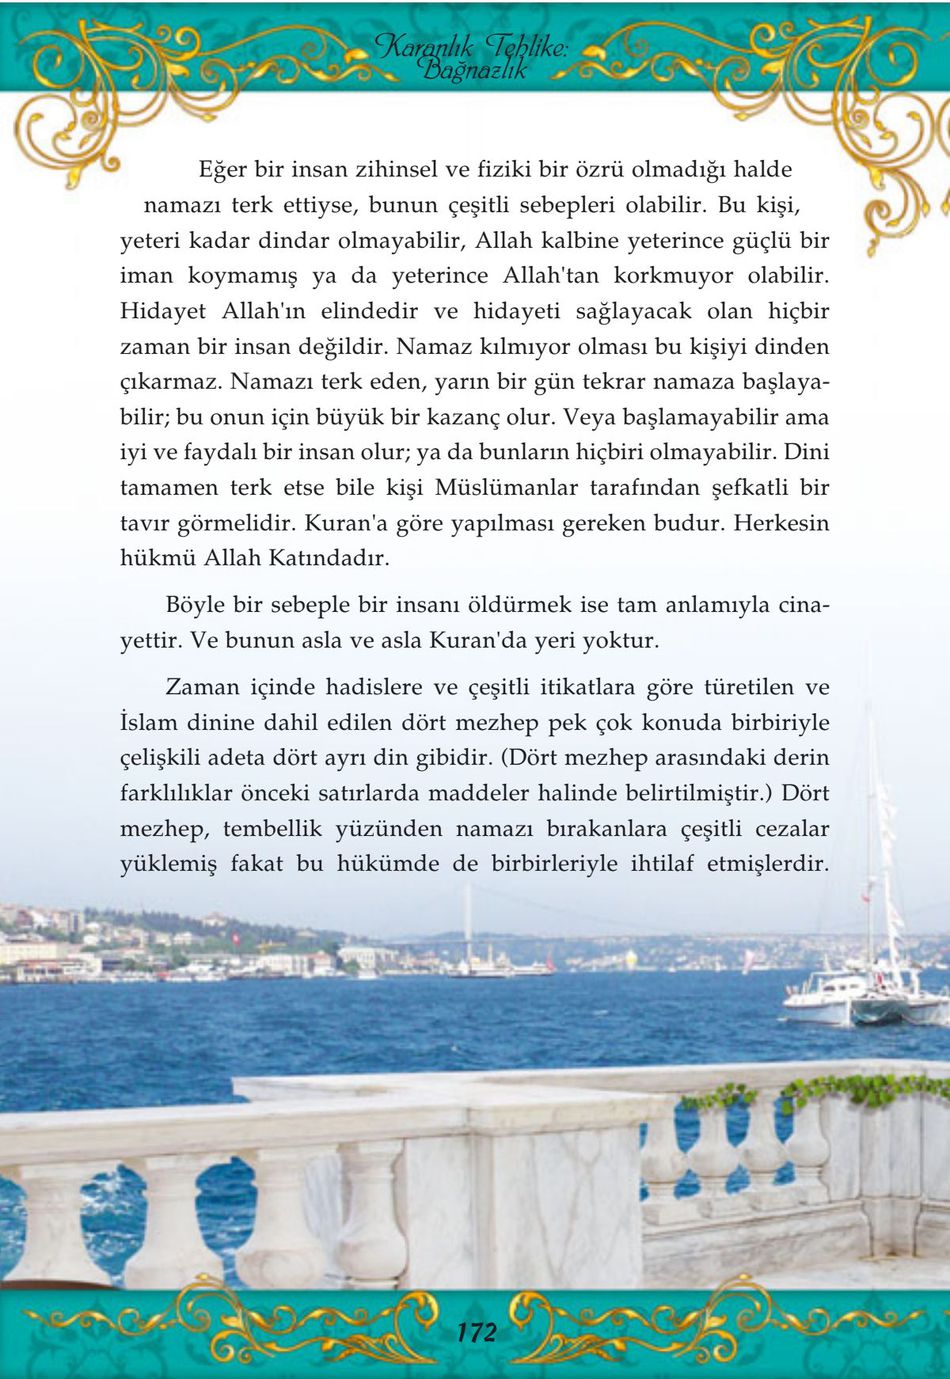 Karanlık Tehlike:
Bağnazlık
Eğer bir insan zihinsel ve fiziki bir özrü olmadığı halde
namazı terk ettiyse, bunun çeşitli sebepleri olabilir. Bu kişi,
yeteri kadar dindar olmayabilir, Allah kalbine yeterince güçlü bir
iman koymamış ya da yeterince Allah'tan korkmuyor olabilir.
Hidayet Allah'ın elindedir ve hidayeti sağlayacak olan hiçbir
zaman bir insan değildir. Namaz kılmıyor olması bu kişiyi dinden
çıkarmaz. Namazı terk eden, yarın bir gün tekrar namaza başlaya-
bilir; bu onun için büyük bir kazanç olur. Veya başlamayabilir ama
iyi ve faydalı bir insan olur; ya da bunların hiçbiri olmayabilir. Dini
tamamen terk etse bile kişi Müslümanlar tarafından şefkatli bir
tavır görmelidir. Kuran'a göre yapılması gereken budur. Herkesin
hükmü Allah Katındadır.
Böyle bir sebeple bir insanı öldürmek ise tam anlamıyla cina-
yettir. Ve bunun asla ve asla Kuran'da yeri yoktur.
Zaman içinde hadislere ve çeşitli itikatlara göre türetilen ve
İslam dinine dahil edilen dört mezhep pek çok konuda birbiriyle
çelişkili adeta dört ayrı din gibidir. (Dört mezhep arasındaki derin
farklılıklar önceki satırlarda maddeler halinde belirtilmiştir.) Dört
mezhep, tembellik yüzünden namazı bırakanlara çeşitli cezalar
yüklemiş fakat bu hükümde de birbirleriyle ihtilaf etmişlerdir.
172